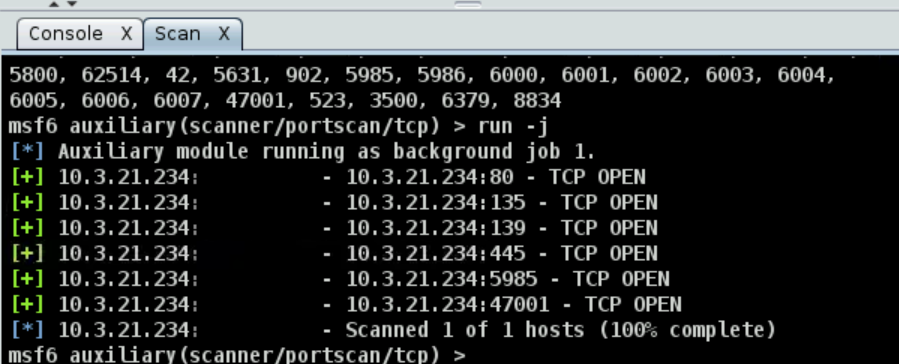 Console X Scan X
5800, 62514, 42, 5631, 902, 5985, 5986, 6000, 6001, 6002, 6003, 6004,
6005, 6006, 6007, 47001, 523, 3500, 6379, 8834
msf6 auxiliary(scanner/portscan/tcp) > run -j
[*] Auxiliary module running as background job 1.
[+] 10.3.21.234: - 10.3.21.234:80 - TCP OPEN
[+] 10.3.21.234: - 10.3.21.234:135 - TCP OPEN
[+] 10.3.21.234: - 10.3.21.234:139 - TCP OPEN
[+] 10.3.21.234: - 10.3.21.234:445 - TCP OPEN
[+] 10.3.21.234: - 10.3.21.234:5985 - TCP OPEN
[+] 10.3.21.234: - 10.3.21.234:47001 - TCP OPEN
[*] 10.3.21.234: - Scanned 1 of 1 hosts (100% complete)
msf6 auxiliary(scanner/portscan/tcp) >